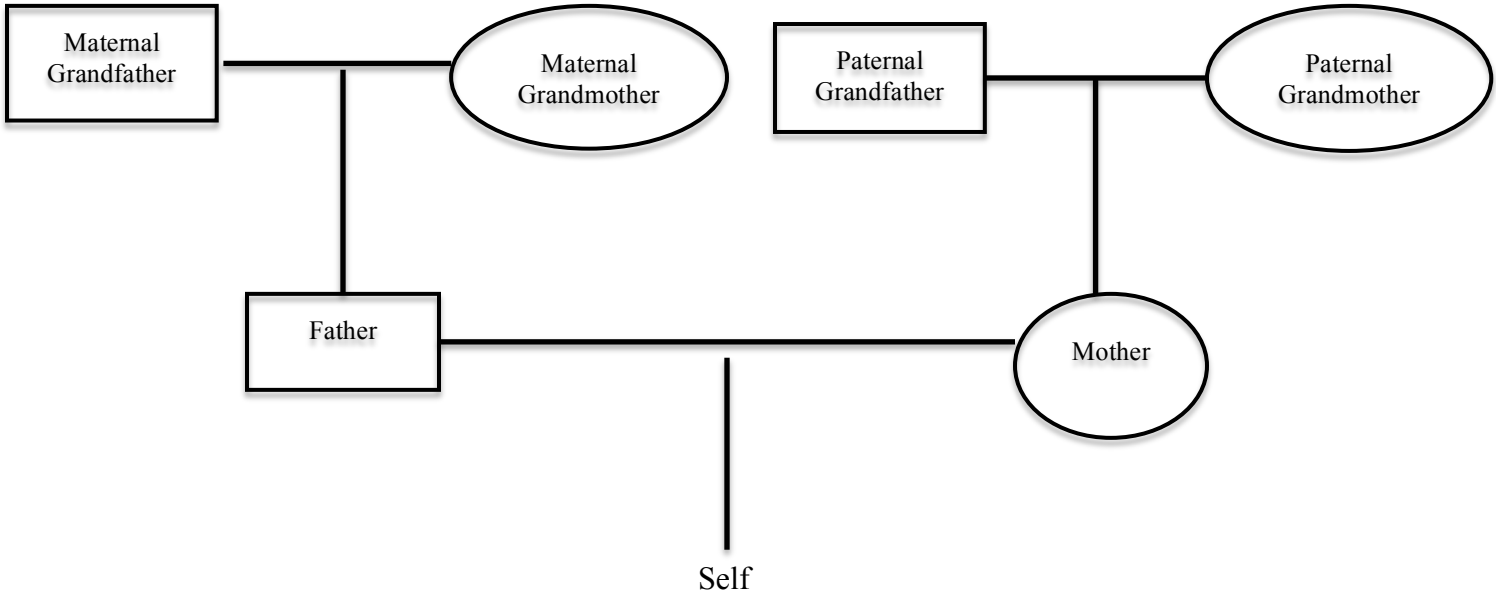 Maternal
Grandfather
Maternal
Grandmother
Paternal
Grandfather
Paternal
Grandmother
Father
Mother
Self